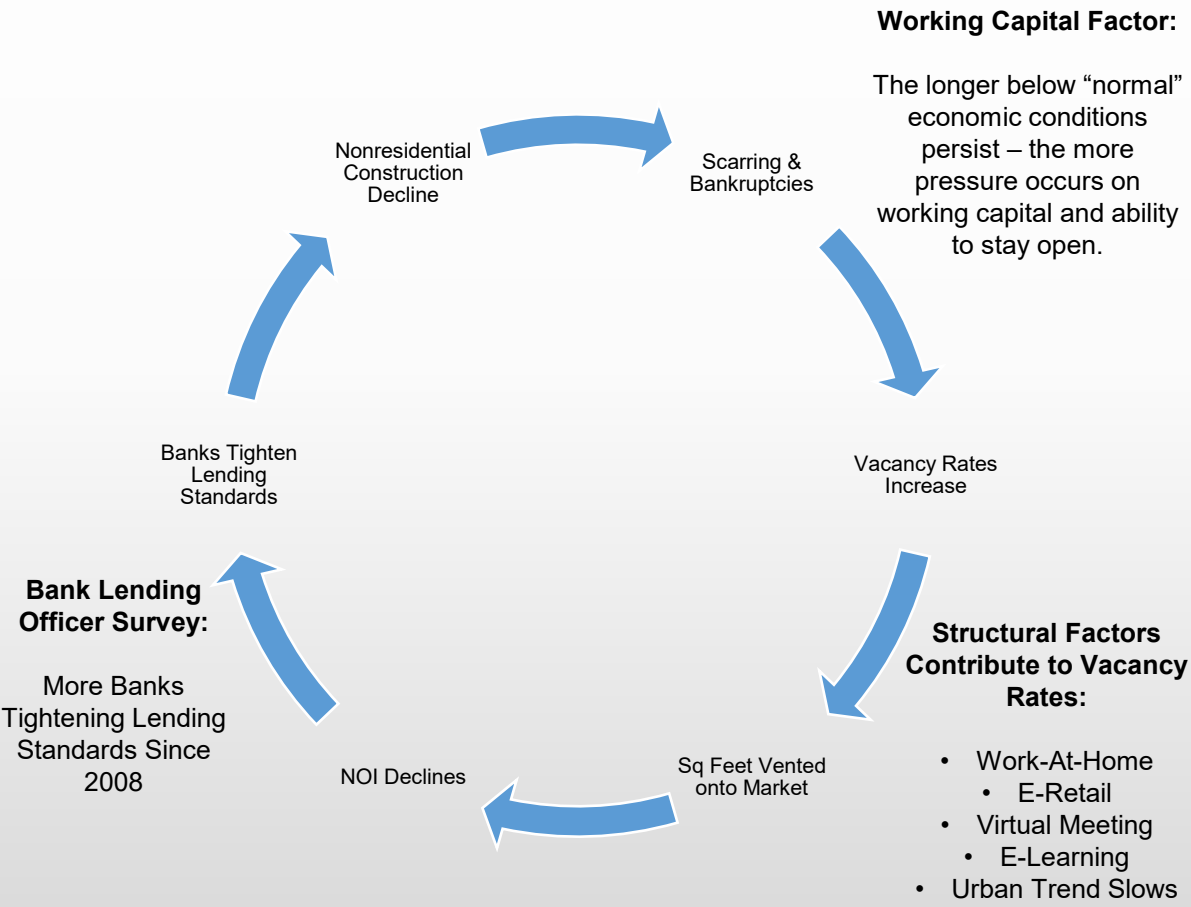 Working Capital Factor:
The longer below “normal”
economic conditions
persist – the more
pressure occurs on
working capital and ability
to stay open.
Nonresidential
Construction
Decline
Scarring &
Bankruptcies
Vacancy Rates
Increase
Sq Feet Vented
onto Market
NOI Declines
Banks Tighten
Lending
Standards
Bank Lending
Officer Survey:
More Banks
Tightening Lending
Standards Since
2008
Structural Factors
Contribute to Vacancy
Rates:
• Work-At-Home
• E-Retail
• Virtual Meeting
• E-Learning
• Urban Trend Slows